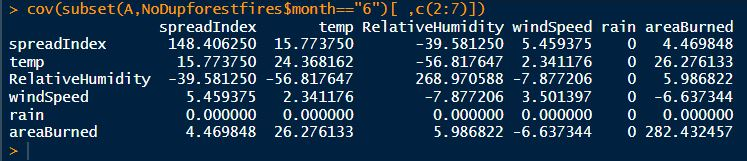 > cov(subset(A,NoDupforestfires$month=="6")[ ,c(2:7)])
spreadIndex temp RelativeHumidity windSpeed rain areaBurned
spreadIndex 148.406250 15.773750 -39.581250 5.459375 0 4.469848
temp 15.773750 24.368162 -56.817647 2.341176 0 26.276133
RelativeHumidity -39.581250 -56.817647 268.970588 -7.877206 0 5.986822
windSpeed 5.459375 2.341176 -7.877206 3.501397 0 -6.637344
rain 0.000000 0.000000 0.000000 0.000000 0 0.000000
areaBurned 4.469848 26.276133 5.986822 -6.637344 0 282.432457
>